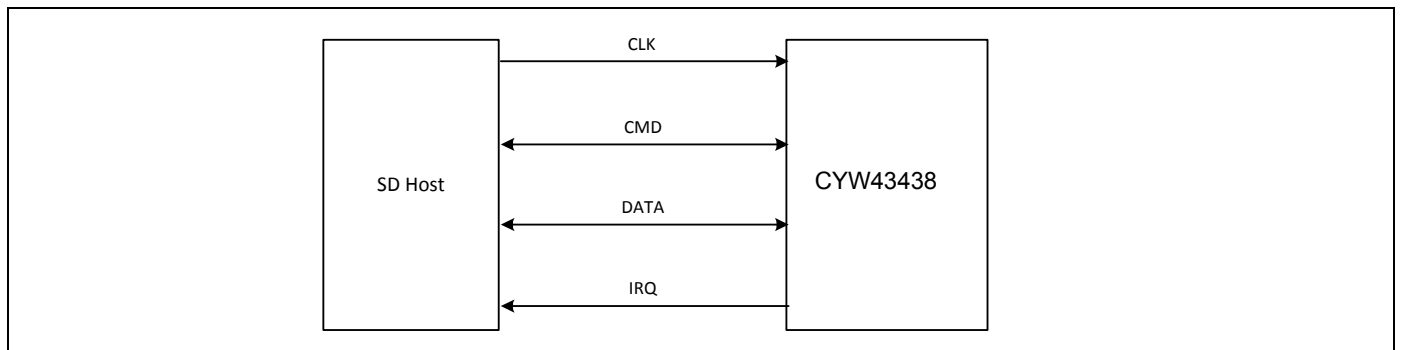 CLK
CMD
SD Host
CYW43438
DATA
IRQ